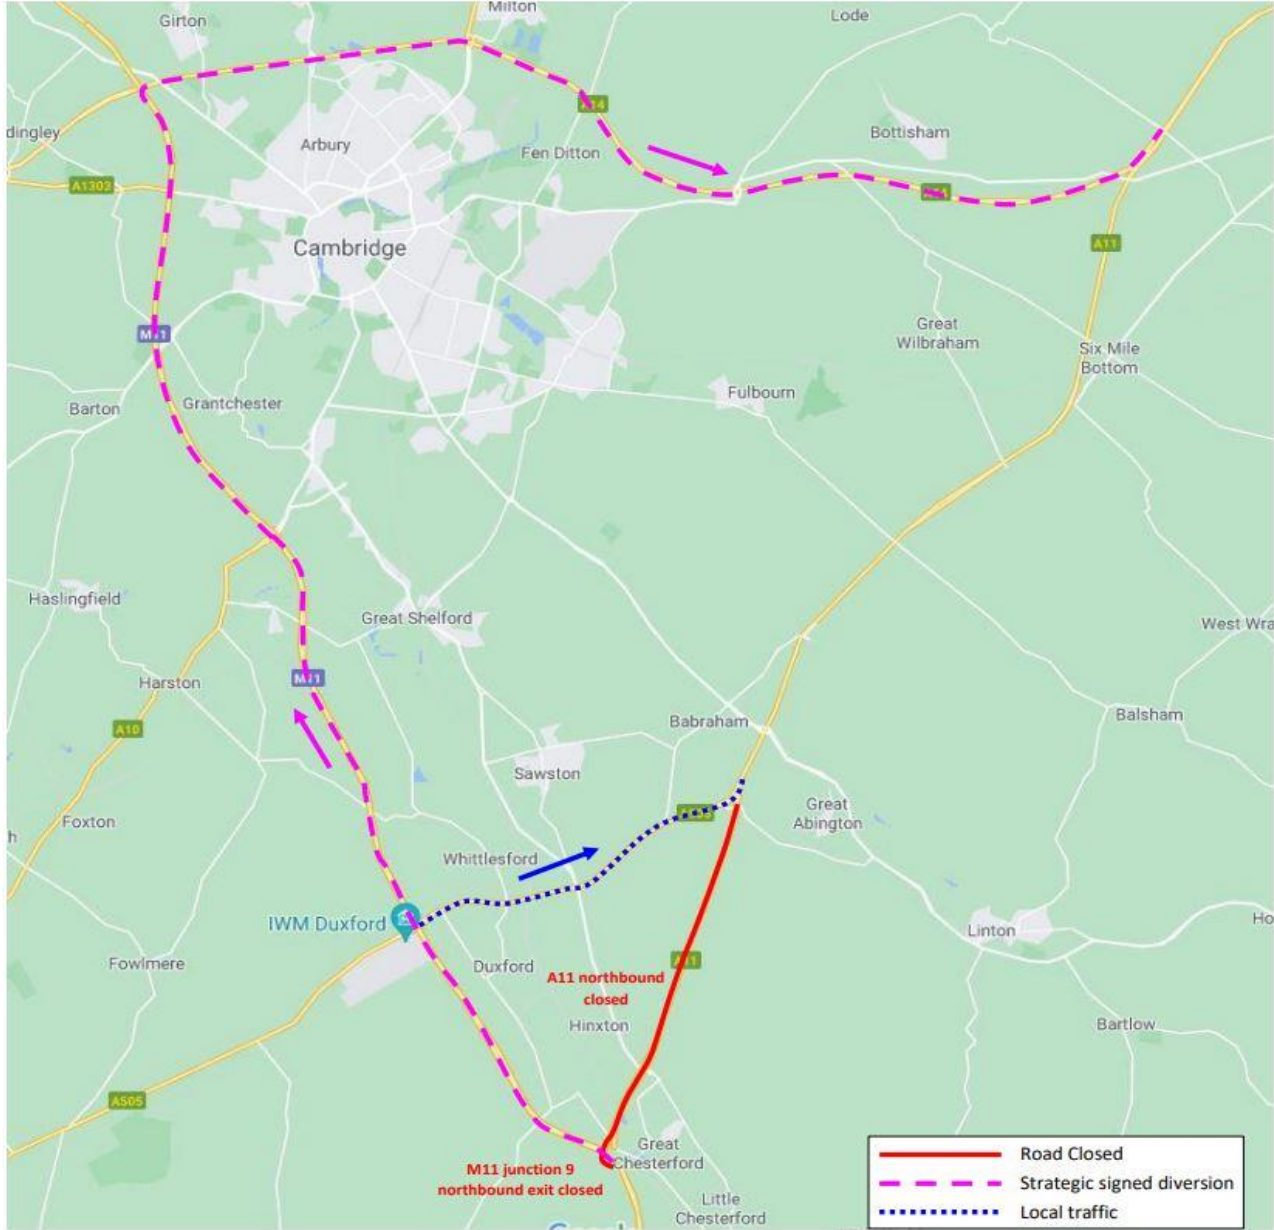 Girton
Milton
Lode
dingley
Arbury
Fen Ditton
A14
Bottisham
A1303
A14
Cambridge
A11
M11
Great
Wilbraham
Six Mile
Bottom
Barton
Grantchester
Fulbourn
Haslingfield
Great Shelford
West Wra
M11
Harston
Babraham
Balsham
A10
Sawston
Foxton
Great
Abington
h
Whittlesford
IWM Duxford
Linton
Ho
Fowlmere
Duxford
A11
A11 northbound
closed
Hinxton
Bartlow
A505
Great
Chesterford
M11 junction 9
northbound exit closed
Little
Chesterford
Road Closed
Strategic signed diversion
Local traffic